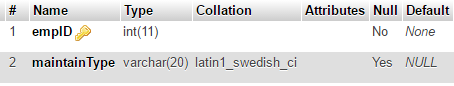 # Name Type Collation Attributes Null Default
1 empID int(11) No None
2 maintainType varchar(20) latin1_swedish_ci Yes NULL